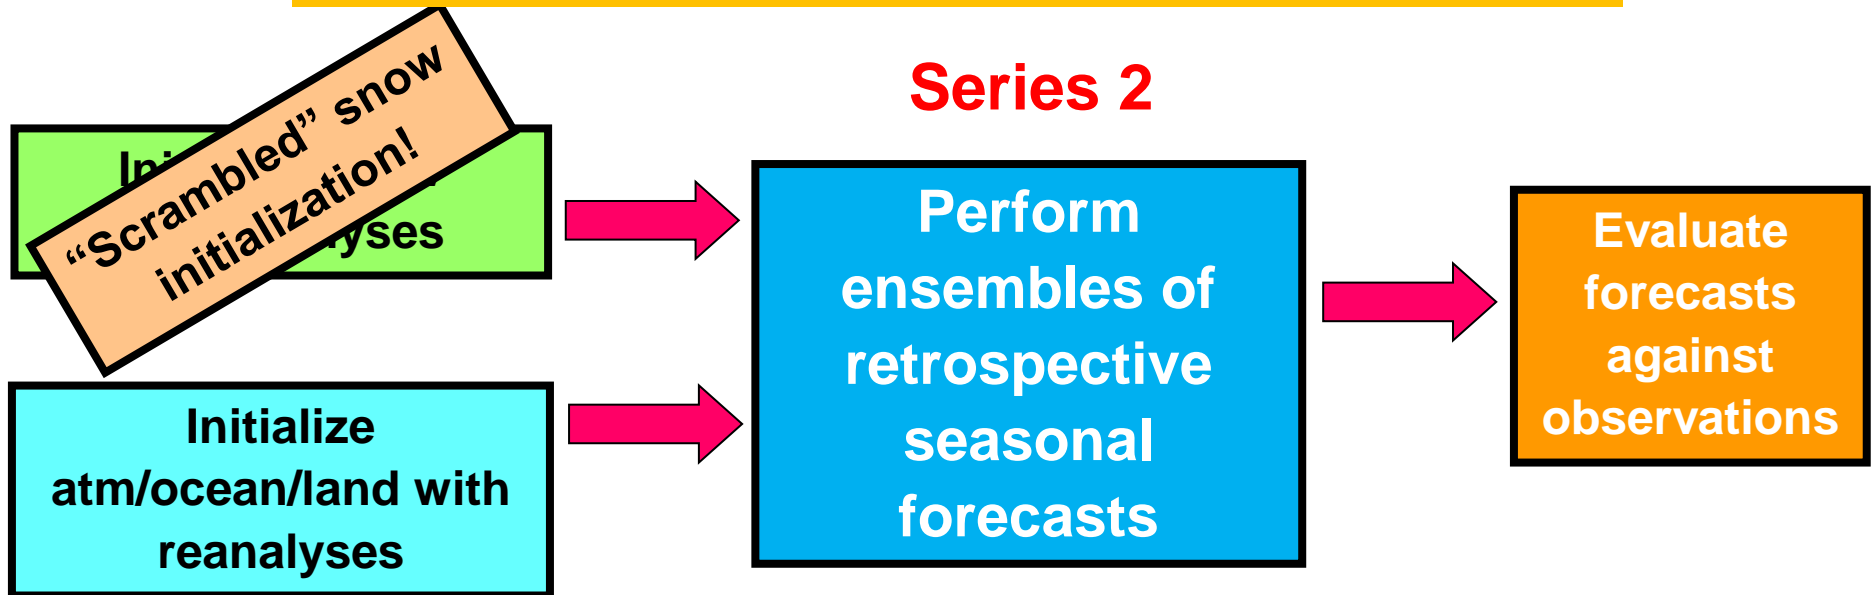 Series 2
“Scrambled” snow
initialization!
Initialize
atm/ocean/land with
reanalyses
Perform
ensembles of
retrospective
seasonal
forecasts
Evaluate
forecasts
against
observations